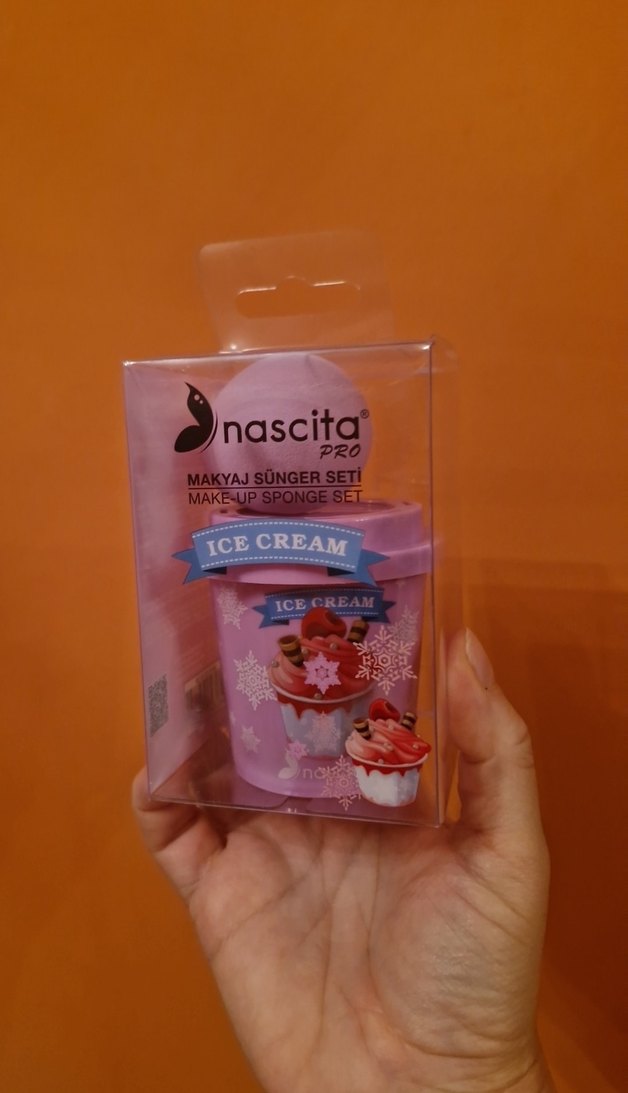 nascita®
PRO
MAKYAJ SÜNGER SETİ
MAKE-UP SPONGE SET
ICE CREAM
ICE CREAM